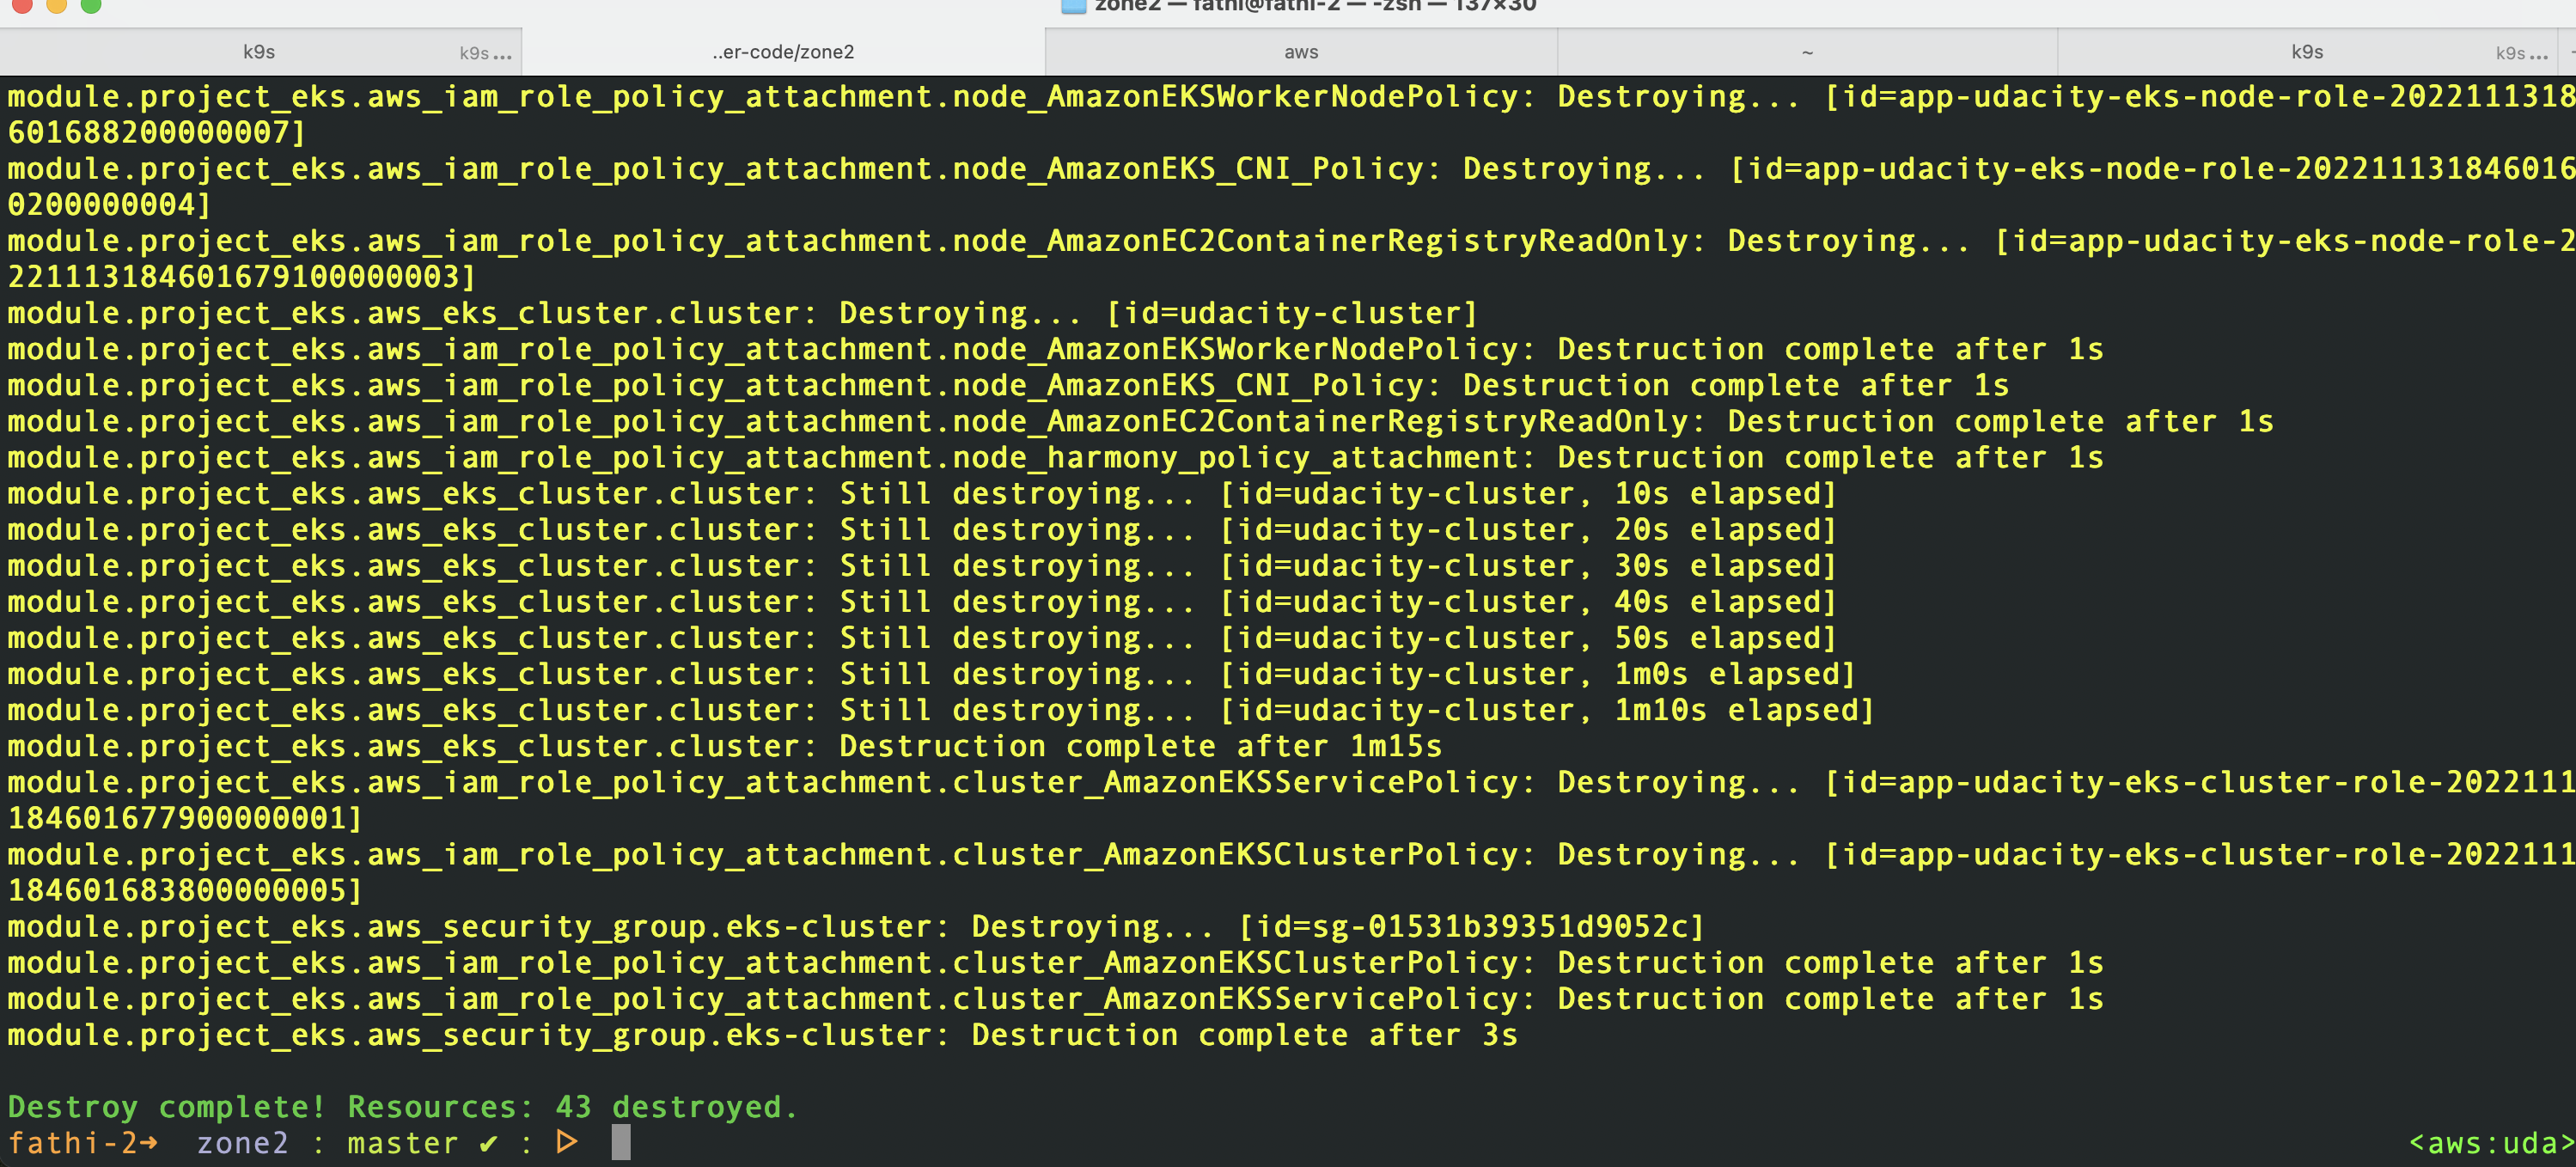 zone2 — fathi@fathi-2 — -zsh — 137×30
k9s k9s... ..er-code/zone2 aws ~ k9s k9s...
module.project_eks.aws_iam_role_policy_attachment.node_AmazonEKSWorkerNodePolicy: Destroying... [id=app-udacity-eks-node-role-2022111318
601688200000007]
module.project_eks.aws_iam_role_policy_attachment.node_AmazonEKS_CNI_Policy: Destroying... [id=app-udacity-eks-node-role-202211131846016
0200000004]
module.project_eks.aws_iam_role_policy_attachment.node_AmazonEC2ContainerRegistryReadOnly: Destroying... [id=app-udacity-eks-node-role-2
221113184601679100000003]
module.project_eks.aws_eks_cluster.cluster: Destroying... [id=udacity-cluster]
module.project_eks.aws_iam_role_policy_attachment.node_AmazonEKSWorkerNodePolicy: Destruction complete after 1s
module.project_eks.aws_iam_role_policy_attachment.node_AmazonEKS_CNI_Policy: Destruction complete after 1s
module.project_eks.aws_iam_role_policy_attachment.node_AmazonEC2ContainerRegistryReadOnly: Destruction complete after 1s
module.project_eks.aws_iam_role_policy_attachment.node_harmony_policy_attachment: Destruction complete after 1s
module.project_eks.aws_eks_cluster.cluster: Still destroying... [id=udacity-cluster, 10s elapsed]
module.project_eks.aws_eks_cluster.cluster: Still destroying... [id=udacity-cluster, 20s elapsed]
module.project_eks.aws_eks_cluster.cluster: Still destroying... [id=udacity-cluster, 30s elapsed]
module.project_eks.aws_eks_cluster.cluster: Still destroying... [id=udacity-cluster, 40s elapsed]
module.project_eks.aws_eks_cluster.cluster: Still destroying... [id=udacity-cluster, 50s elapsed]
module.project_eks.aws_eks_cluster.cluster: Still destroying... [id=udacity-cluster, 1m0s elapsed]
module.project_eks.aws_eks_cluster.cluster: Still destroying... [id=udacity-cluster, 1m10s elapsed]
module.project_eks.aws_eks_cluster.cluster: Destruction complete after 1m15s
module.project_eks.aws_iam_role_policy_attachment.cluster_AmazonEKSServicePolicy: Destroying... [id=app-udacity-eks-cluster-role-2022111
184601677900000001]
module.project_eks.aws_iam_role_policy_attachment.cluster_AmazonEKSClusterPolicy: Destroying... [id=app-udacity-eks-cluster-role-2022111
184601683800000005]
module.project_eks.aws_security_group.eks-cluster: Destroying... [id=sg-01531b39351d9052c]
module.project_eks.aws_iam_role_policy_attachment.cluster_AmazonEKSClusterPolicy: Destruction complete after 1s
module.project_eks.aws_iam_role_policy_attachment.cluster_AmazonEKSServicePolicy: Destruction complete after 1s
module.project_eks.aws_security_group.eks-cluster: Destruction complete after 3s
Destroy complete! Resources: 43 destroyed.
fathi-2➜ zone2 : master ✔ : ▷ <aws:uda>